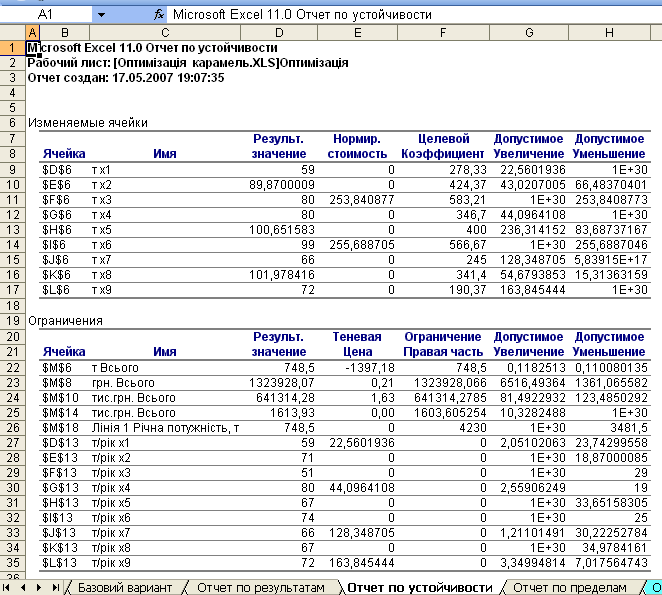 A1 fx Microsoft Excel 11.0 Отчет по устойчивости
A B C D E F G H
1 Microsoft Excel 11.0 Отчет по устойчивости
2 Рабочий лист: [Оптимізація карамель.XLS]Оптимізація
3 Отчет создан: 17.05.2007 19:07:35
4
5
6 Изменяемые ячейки
7 Результ. Нормир. Целевой Допустимое Допустимое
8 Ячейка Имя значение стоимость Коэффициент Увеличение Уменьшение
9 $D$6 т x1 59 0 278,33 22,5601936 1E+30
10 $E$6 т x2 89,8700009 0 424,37 43,0207005 66,48370401
11 $F$6 т x3 80 253,840877 583,21 1E+30 253,8408773
12 $G$6 т x4 80 0 346,7 44,0964108 1E+30
13 $H$6 т x5 100,651583 0 400 236,314152 83,68737167
14 $I$6 т x6 99 255,688705 566,67 1E+30 255,6887046
15 $J$6 т x7 66 0 245 128,348705 5,83915E+17
16 $K$6 т x8 101,978416 0 341,4 54,6793853 15,31363159
17 $L$6 т x9 72 0 190,37 163,845444 1E+30
18
19 Ограничения
20 Результ. Теневая Ограничение Допустимое Допустимое
21 Ячейка Имя значение Цена Правая часть Увеличение Уменьшение
22 $M$6 т Всього 748,5 -1397,18 748,5 0,1182513 0,110080135
23 $M$8 грн. Всього 1323928,07 0,21 1323928,066 6516,49364 1361,065582
24 $M$10 тис.грн. Всього 641314,28 1,63 641314,2785 81,4922932 123,4850292
25 $M$14 тис.грн. Всього 1613,93 0,00 1603,605254 10,3282488 1E+30
26 $M$18 Лінія 1 Річна потужність, т 748,5 0 4230 1E+30 3481,5
27 $D$13 т/рік x1 59 22,5601936 0 2,05102063 23,74299558
28 $E$13 т/рік x2 71 0 0 1E+30 18,87000085
29 $F$13 т/рік x3 51 0 0 1E+30 29
30 $G$13 т/рік x4 80 44,0964108 0 2,55906249 19
31 $H$13 т/рік x5 67 0 0 1E+30 33,65158305
32 $I$13 т/рік x6 74 0 0 1E+30 25
33 $J$13 т/рік x7 66 128,348705 0 1,21101491 30,22252784
34 $K$13 т/рік x8 67 0 0 1E+30 34,9784161
35 $L$13 т/рік x9 72 163,845444 0 3,34994814 7,017564743
36
Базовий вариант Отчет по результатам Отчет по устойчивости Отчет по пределам